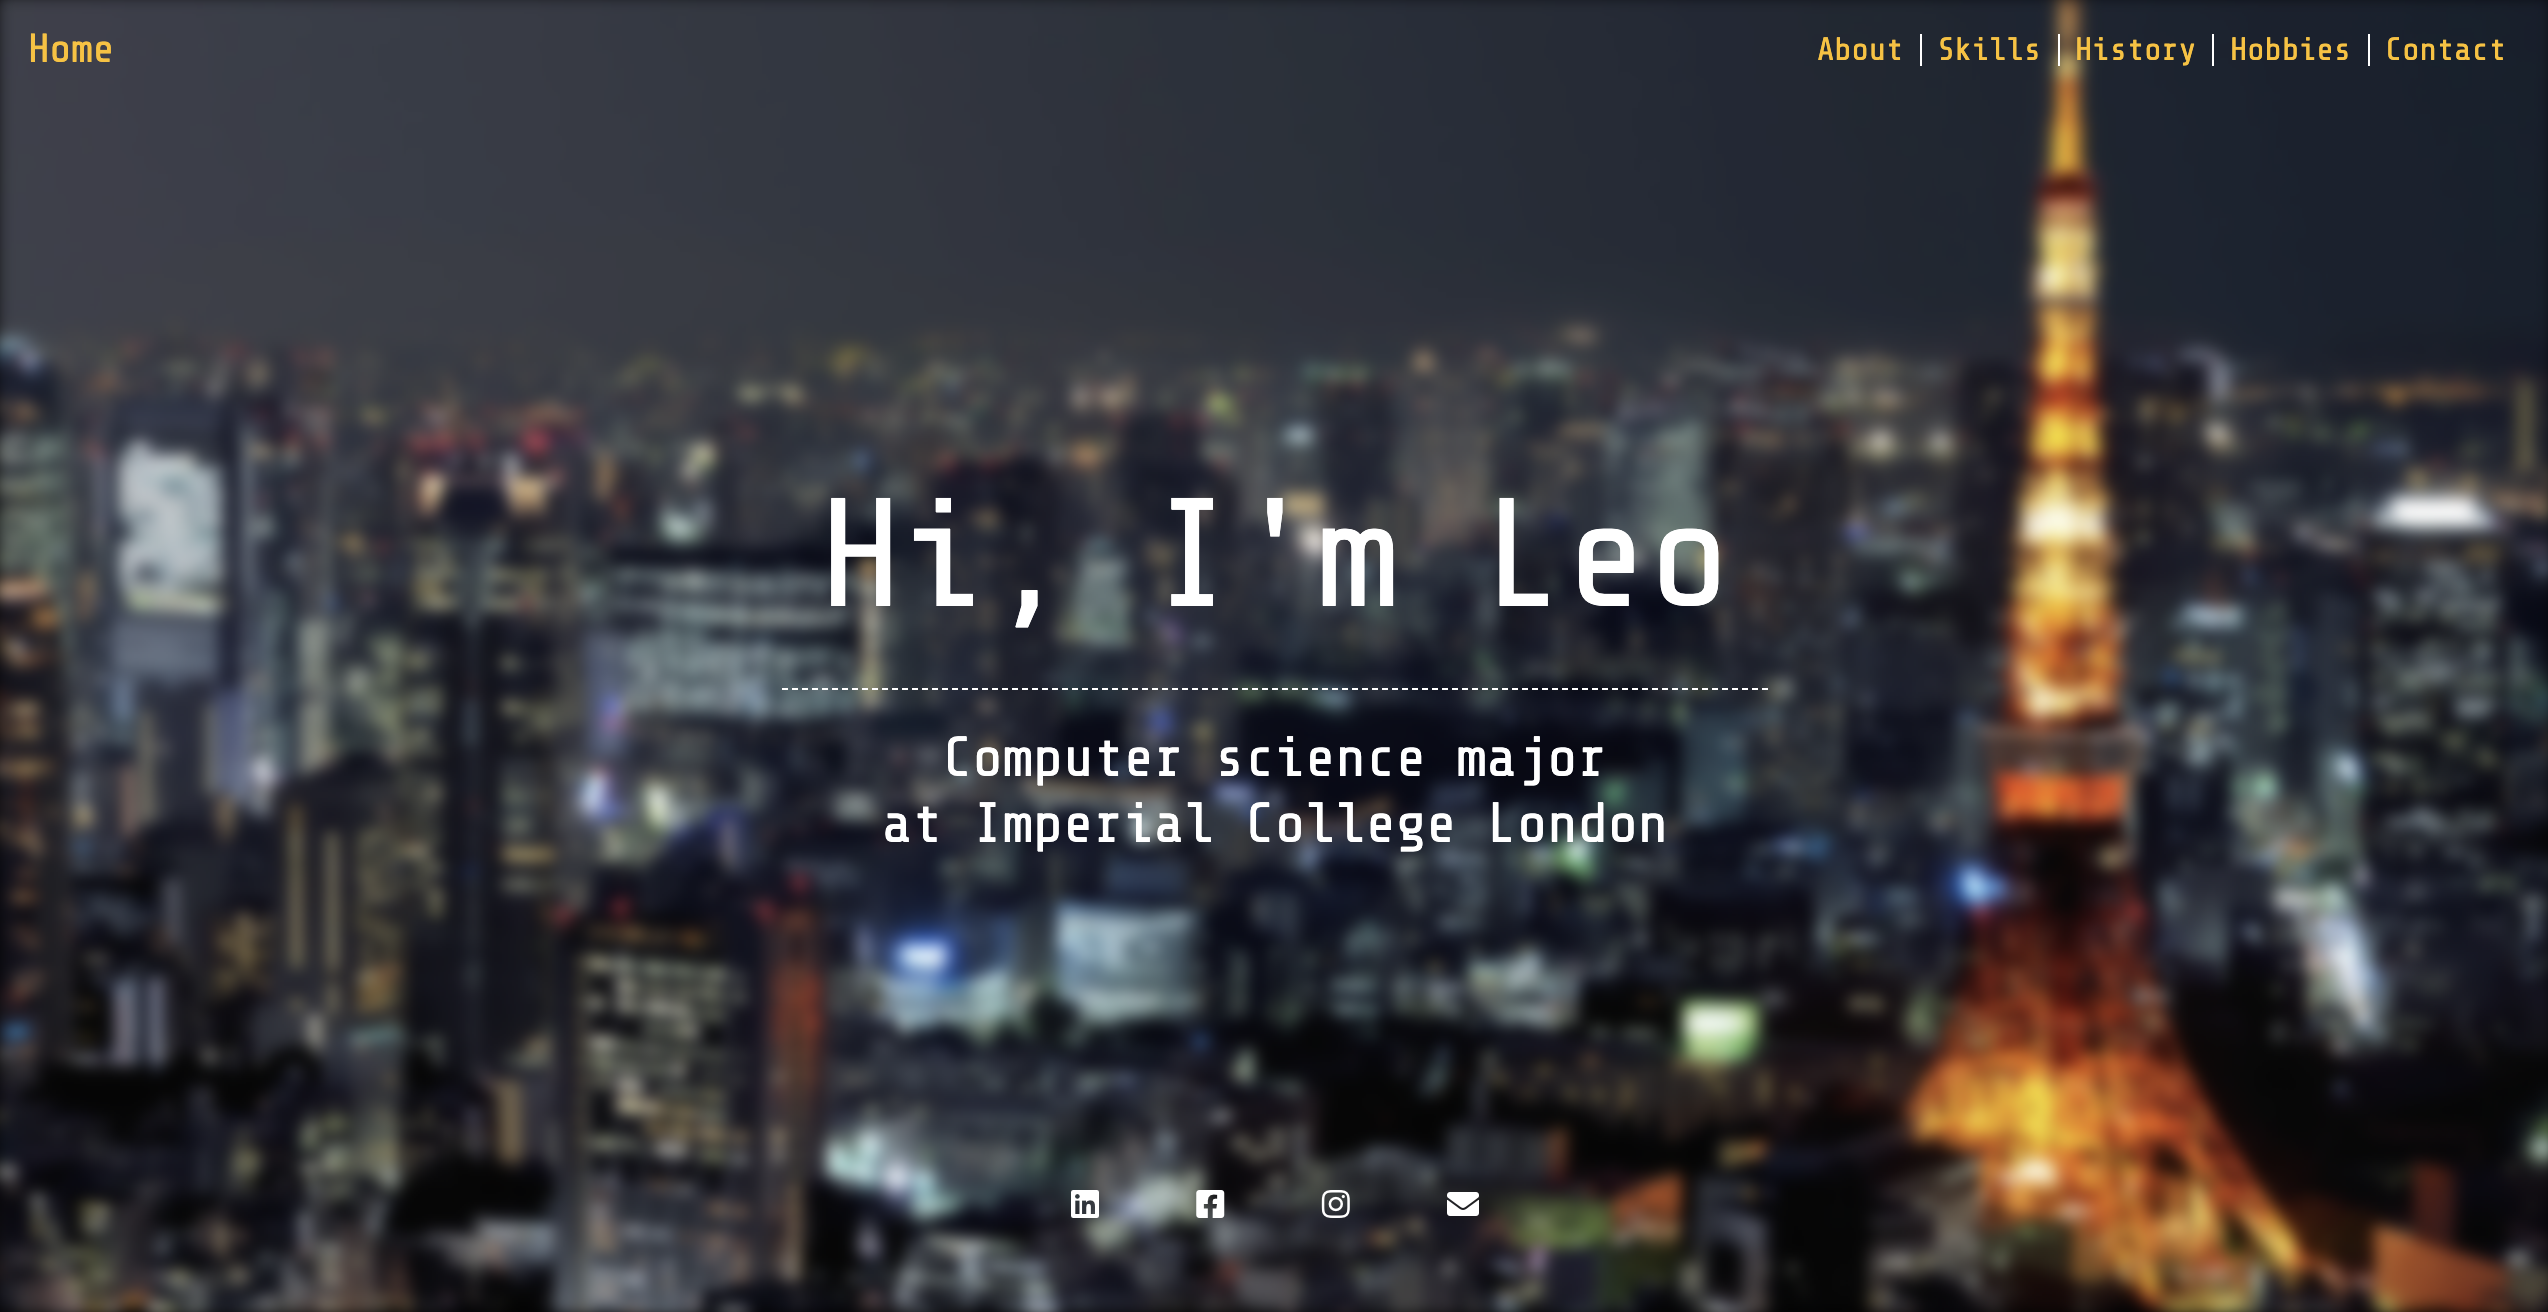 Home
About | Skills | History | Hobbies | Contact
Hi, I'm Leo
Computer science major
at Imperial College London